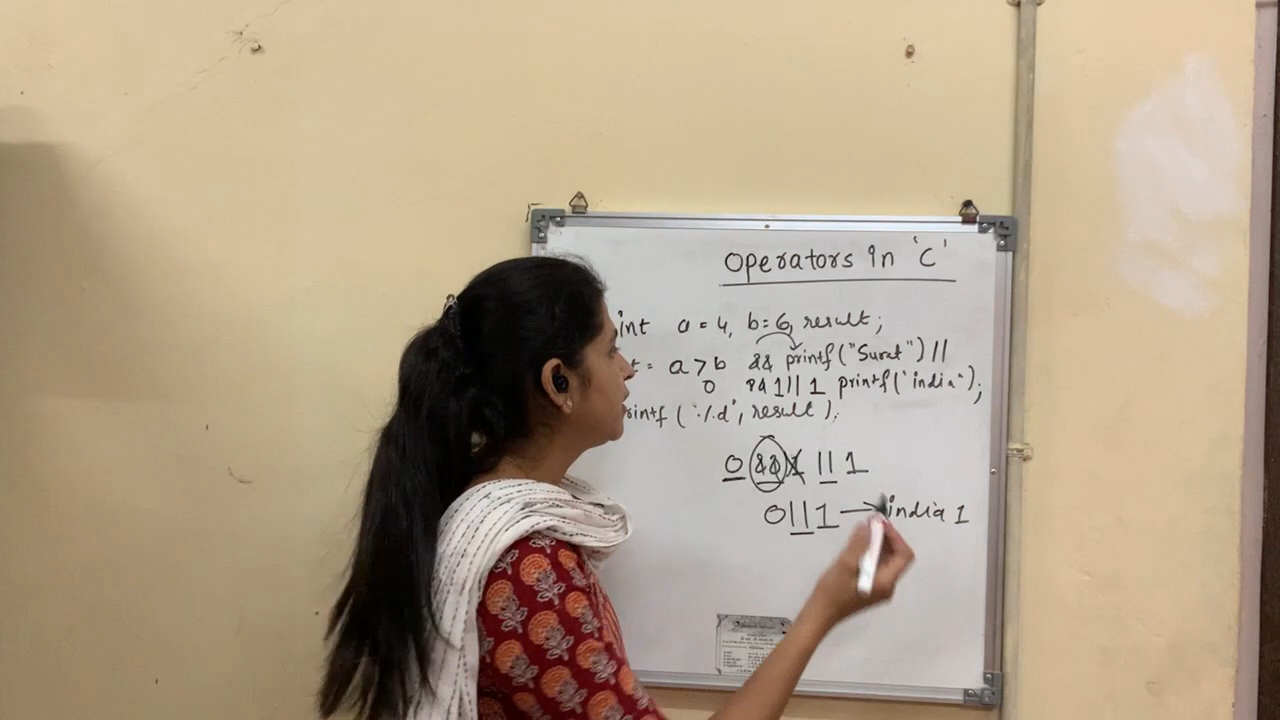 Operators in 'C'
int a = 4, b=6, result;
t = a > b && printf("Surat") ||
0 && 1 || 1 printf("india");
rintf ('%d', result);
0 && 1 || 1
0 || 1 → india 1